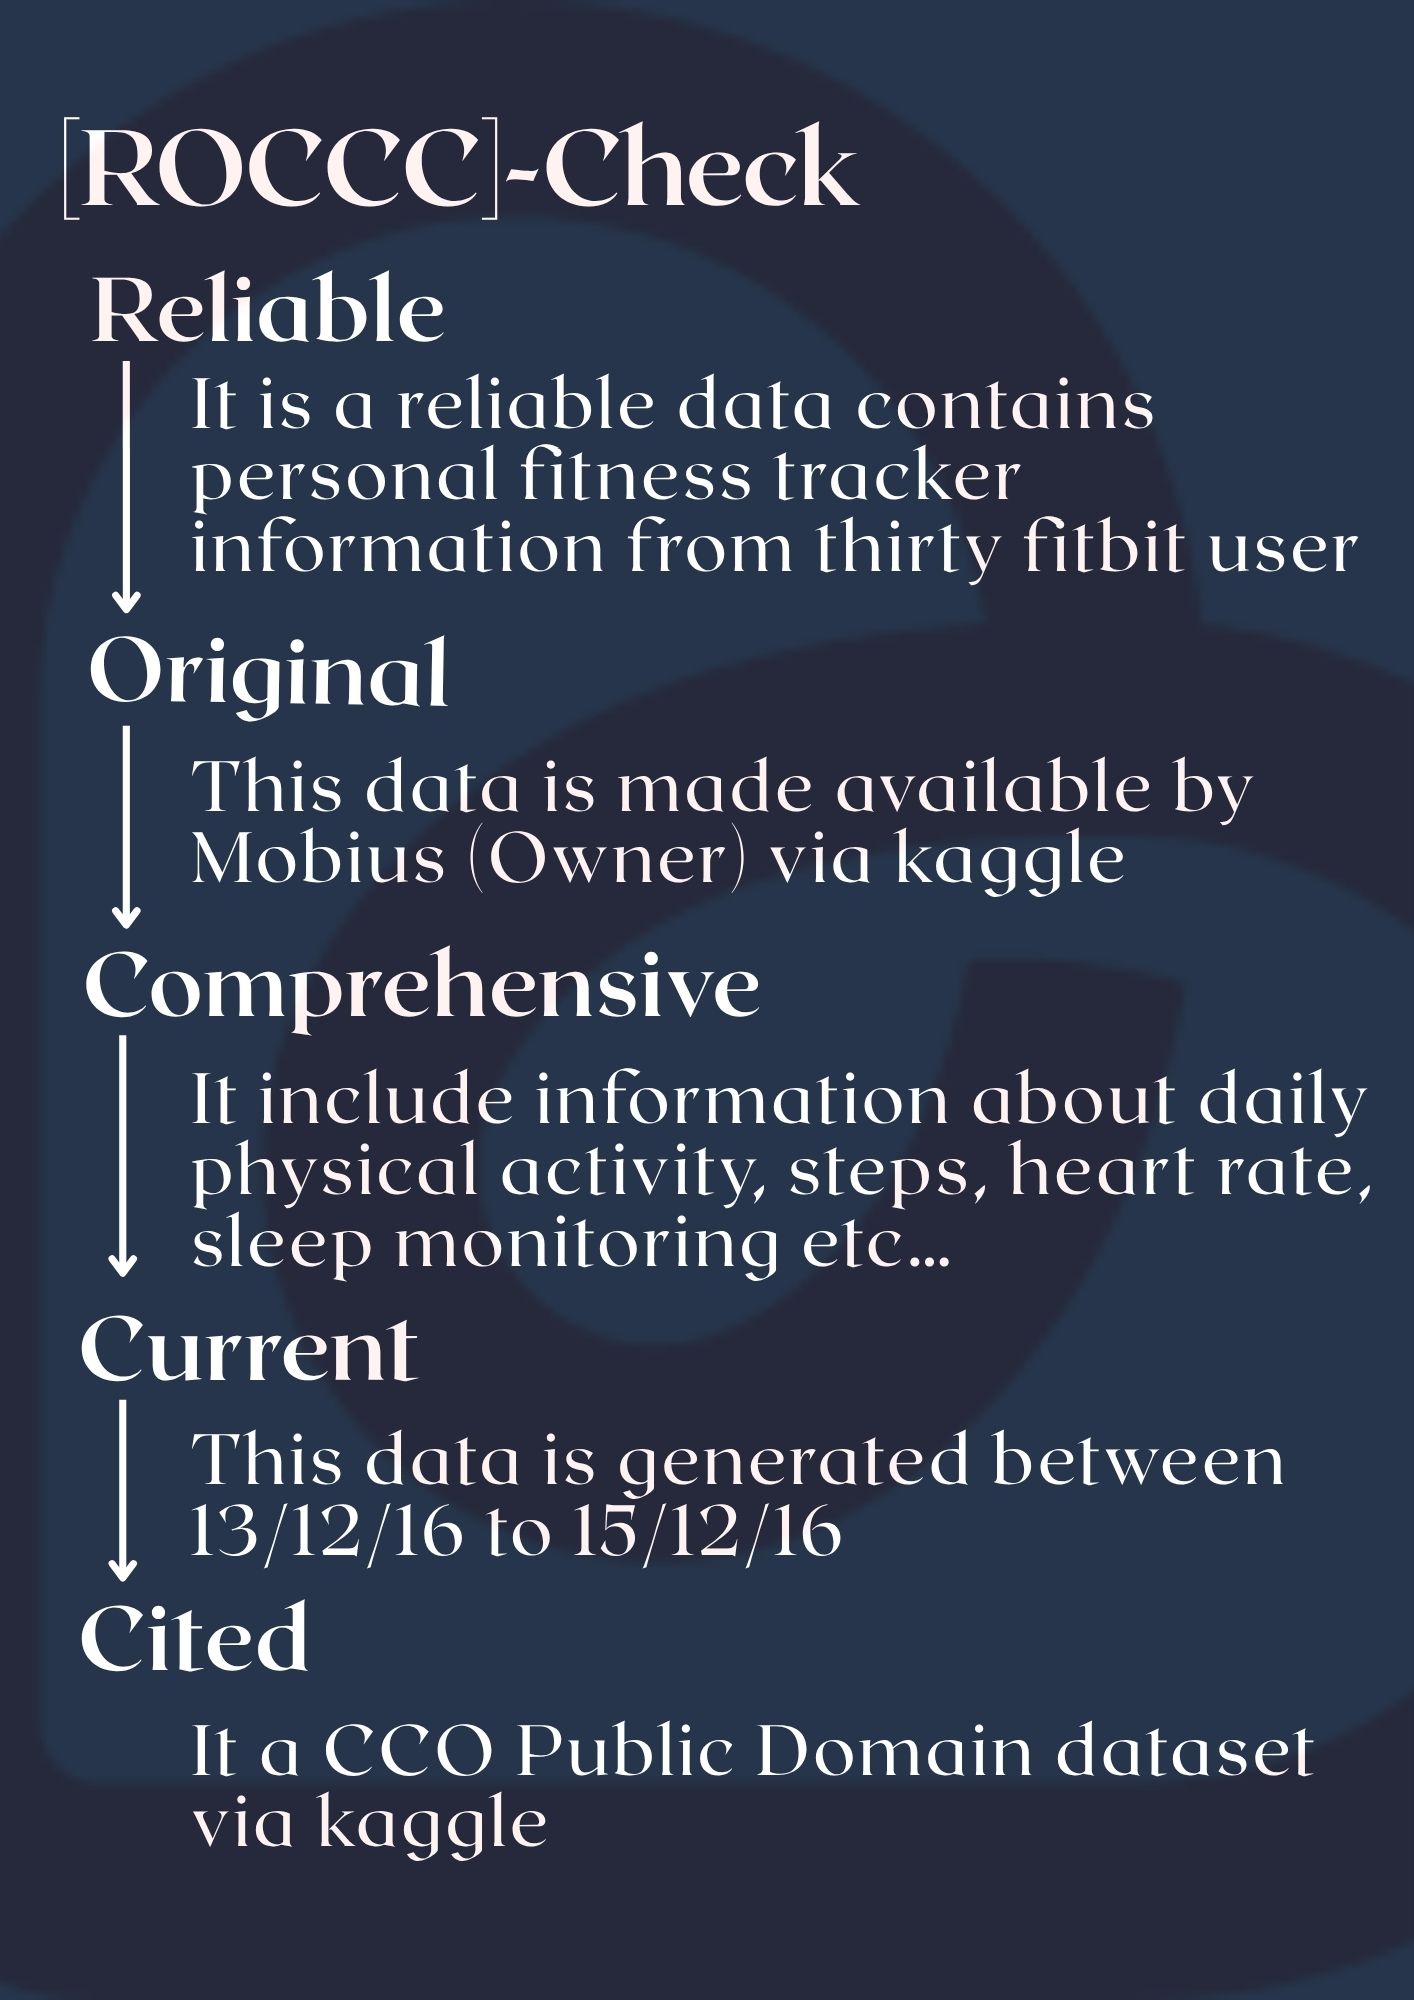 [ROCCC]-Check
Reliable
It is a reliable data contains
personal fitness tracker
information from thirty fitbit user
Original
This data is made available by
Mobius (Owner) via kaggle
Comprehensive
It include information about daily
physical activity, steps, heart rate,
sleep monitoring etc...
Current
This data is generated between
13/12/16 to 15/12/16
Cited
It a CCO Public Domain dataset
via kaggle